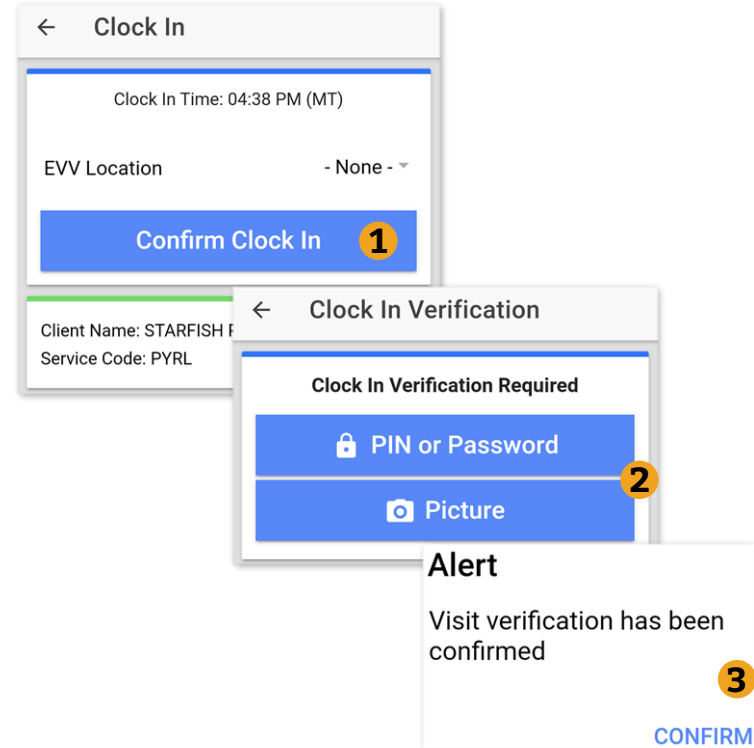 Clock In
Clock In Time: 04:38 PM (MT)
EVV Location - None -
Confirm Clock In 1
Client Name: STARFISH
Service Code: PYRL
Clock In Verification
Clock In Verification Required
PIN or Password
2
Picture
Alert
Visit verification has been
confirmed
3
CONFIRM